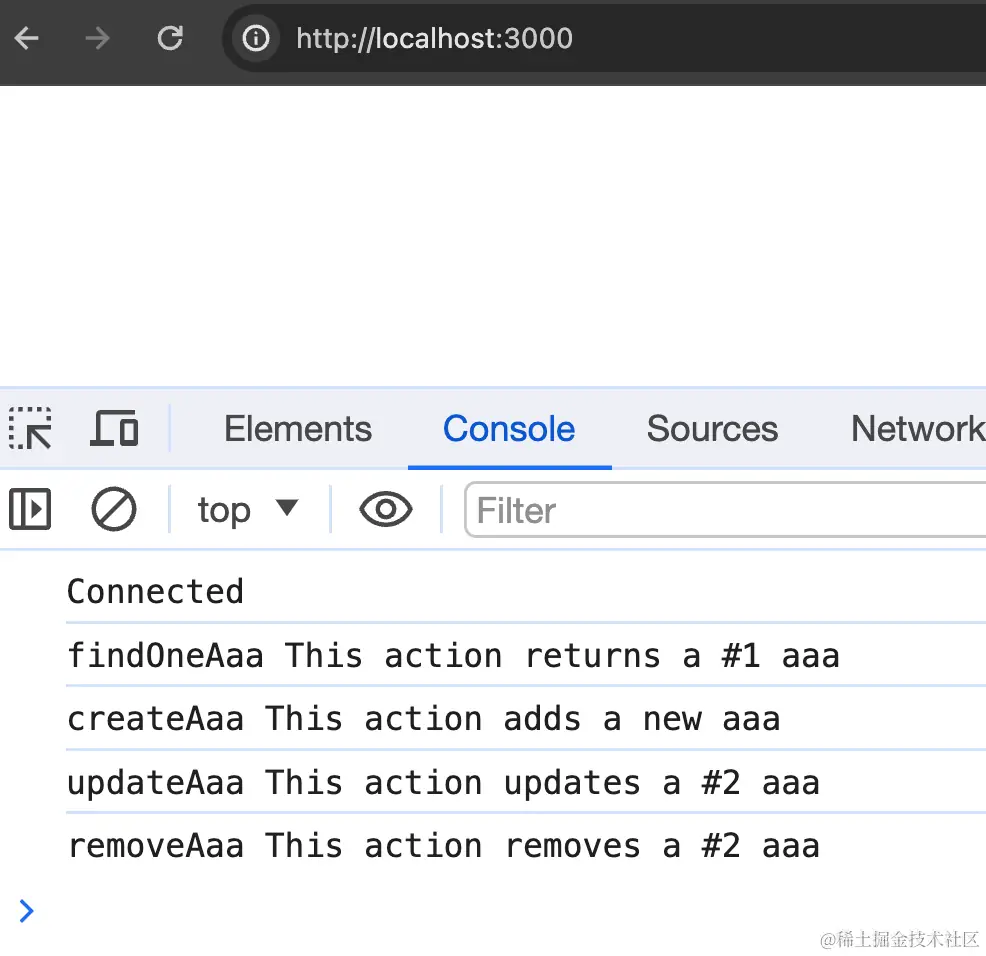 http://localhost:3000
Elements Console Sources Network
top Filter
Connected
findOneAaa This action returns a #1 aaa
createAaa This action adds a new aaa
updateAaa This action updates a #2 aaa
removeAaa This action removes a #2 aaa
@稀土掘金技术社区